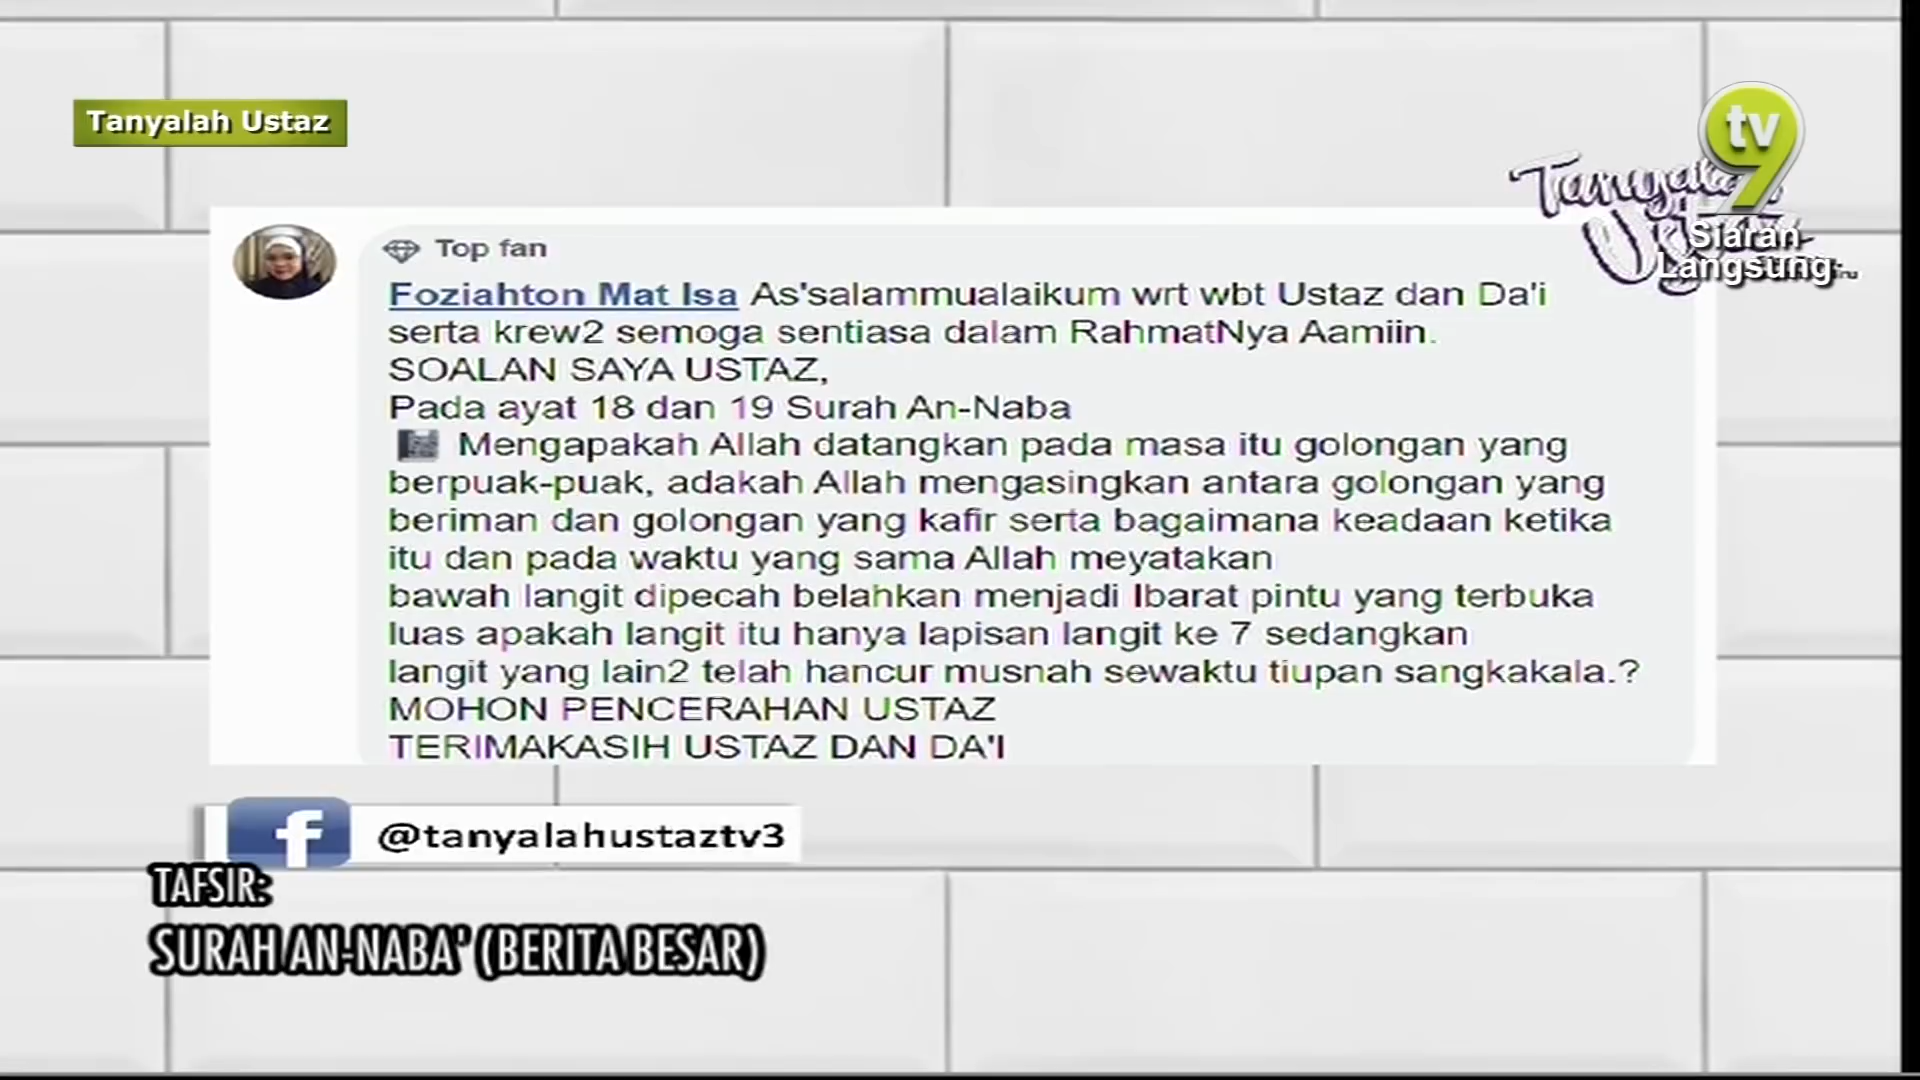 Tanyalah Ustaz
tv9
Siaran
Langsung
Top fan
Foziahton Mat Isa As'salammualaikum wrt wbt Ustaz dan Da'i
serta krew2 semoga sentiasa dalam RahmatNya Aamiin.
SOALAN SAYA USTAZ,
Pada ayat 18 dan 19 Surah An-Naba
Mengapakah Allah datangkan pada masa itu golongan yang
berpuak-puak, adakah Allah mengasingkan antara golongan yang
beriman dan golongan yang kafir serta bagaimana keadaan ketika
itu dan pada waktu yang sama Allah meyatakan
bawah langit dipecah belahkan menjadi Ibarat pintu yang terbuka
luas apakah langit itu hanya lapisan langit ke 7 sedangkan
langit yang lain2 telah hancur musnah sewaktu tiupan sangkakala.?
MOHON PENCERAHAN USTAZ
TERIMAKASIH USTAZ DAN DA'I
f @tanyalahustaztv3
TAFSIR:
SURAH AN-NABA' (BERITA BESAR)